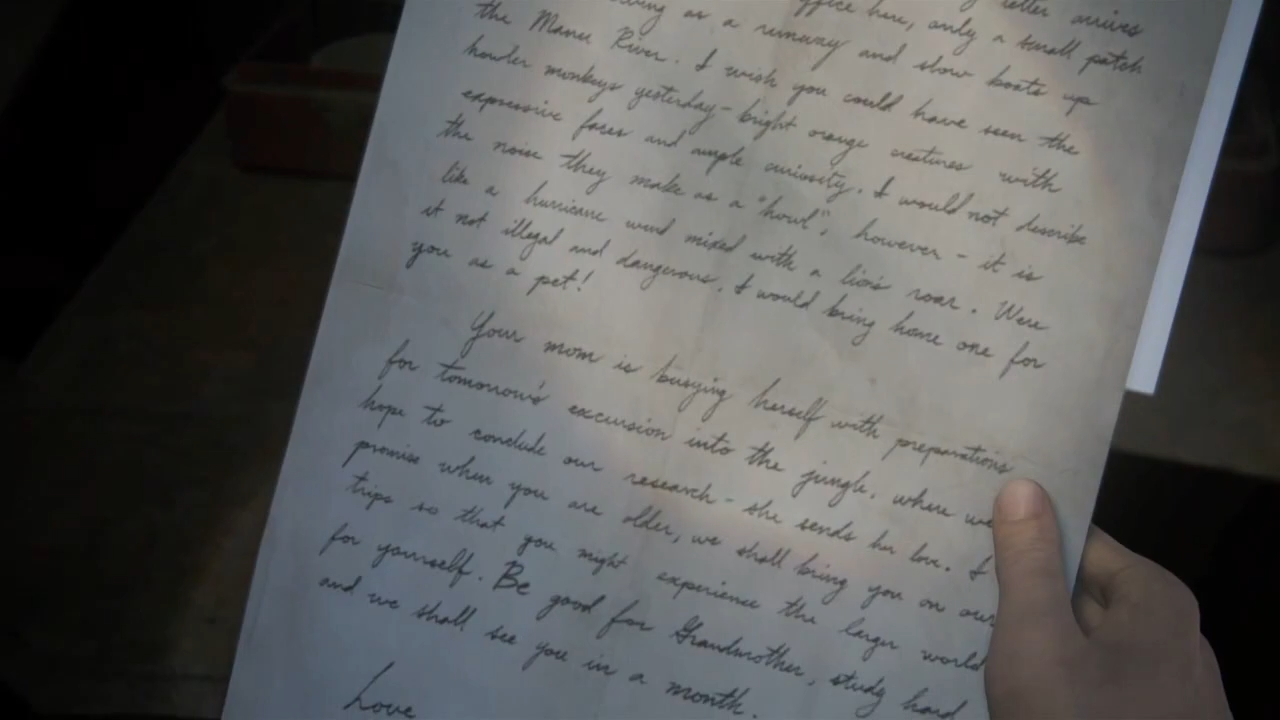 letter arrives
office here, only a small patch
as a runway and slow boats up
the Manu River. I wish you could have seen the
howler monkeys yesterday - bright orange creatures with
expressive faces and ample curiosity. I would not describe
the noise they make as a "howl", however - it is
like a hurricane wind mixed with a lion's roar. Were
it not illegal and dangerous, I would bring home one for
you as a pet!
Your mom is busying herself with preparations
for tomorrow's excursion into the jungle, where we
hope to conclude our research - she sends her love. I
promise when you are older, we shall bring you on our
trips so that you might experience the larger world
for yourself. Be good for Grandmother, study hard
and we shall see you in a month.
Love